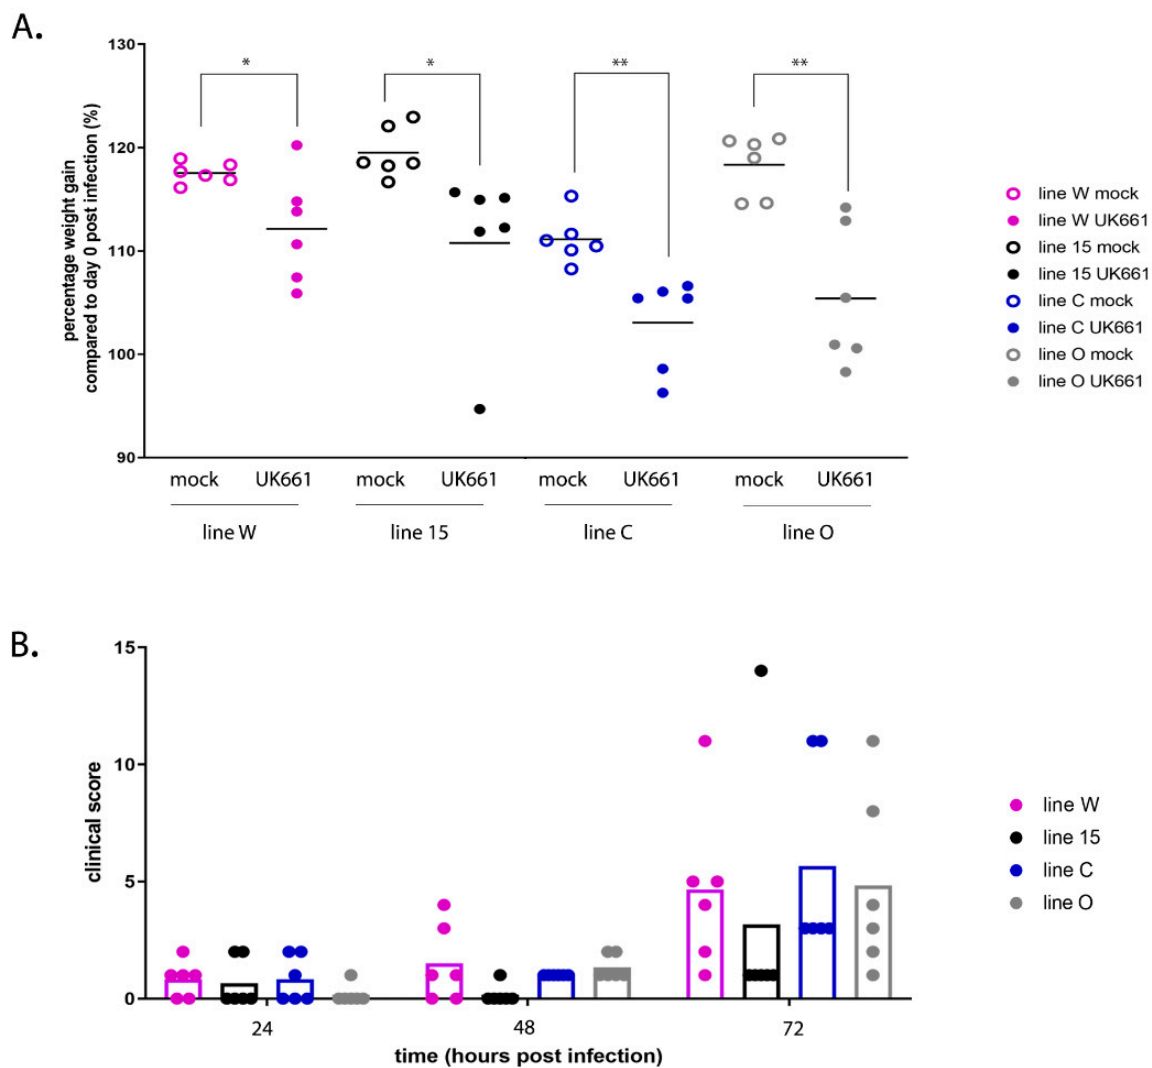 A.
percentage weight gain
compared to day 0 post infection (%)
130
120
110
100
90
*
*
**
**
mock UK661 mock UK661 mock UK661 mock UK661
line W line 15 line C line O
line W mock
line W UK661
line 15 mock
line 15 UK661
line C mock
line C UK661
line O mock
line O UK661
B.
clinical score
15
10
5
0
24 48 72
time (hours post infection)
line W
line 15
line C
line O